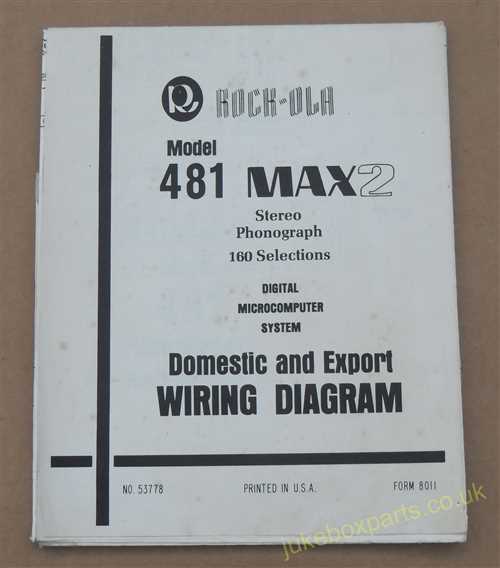 R ROCK-OLA
Model
481 MAX2
Stereo
Phonograph
160 Selections
DIGITAL
MICROCOMPUTER
SYSTEM
Domestic and Export
WIRING DIAGRAM
NO. 53778 PRINTED IN U.S.A. FORM 8011
jukeboxparts.co.uk